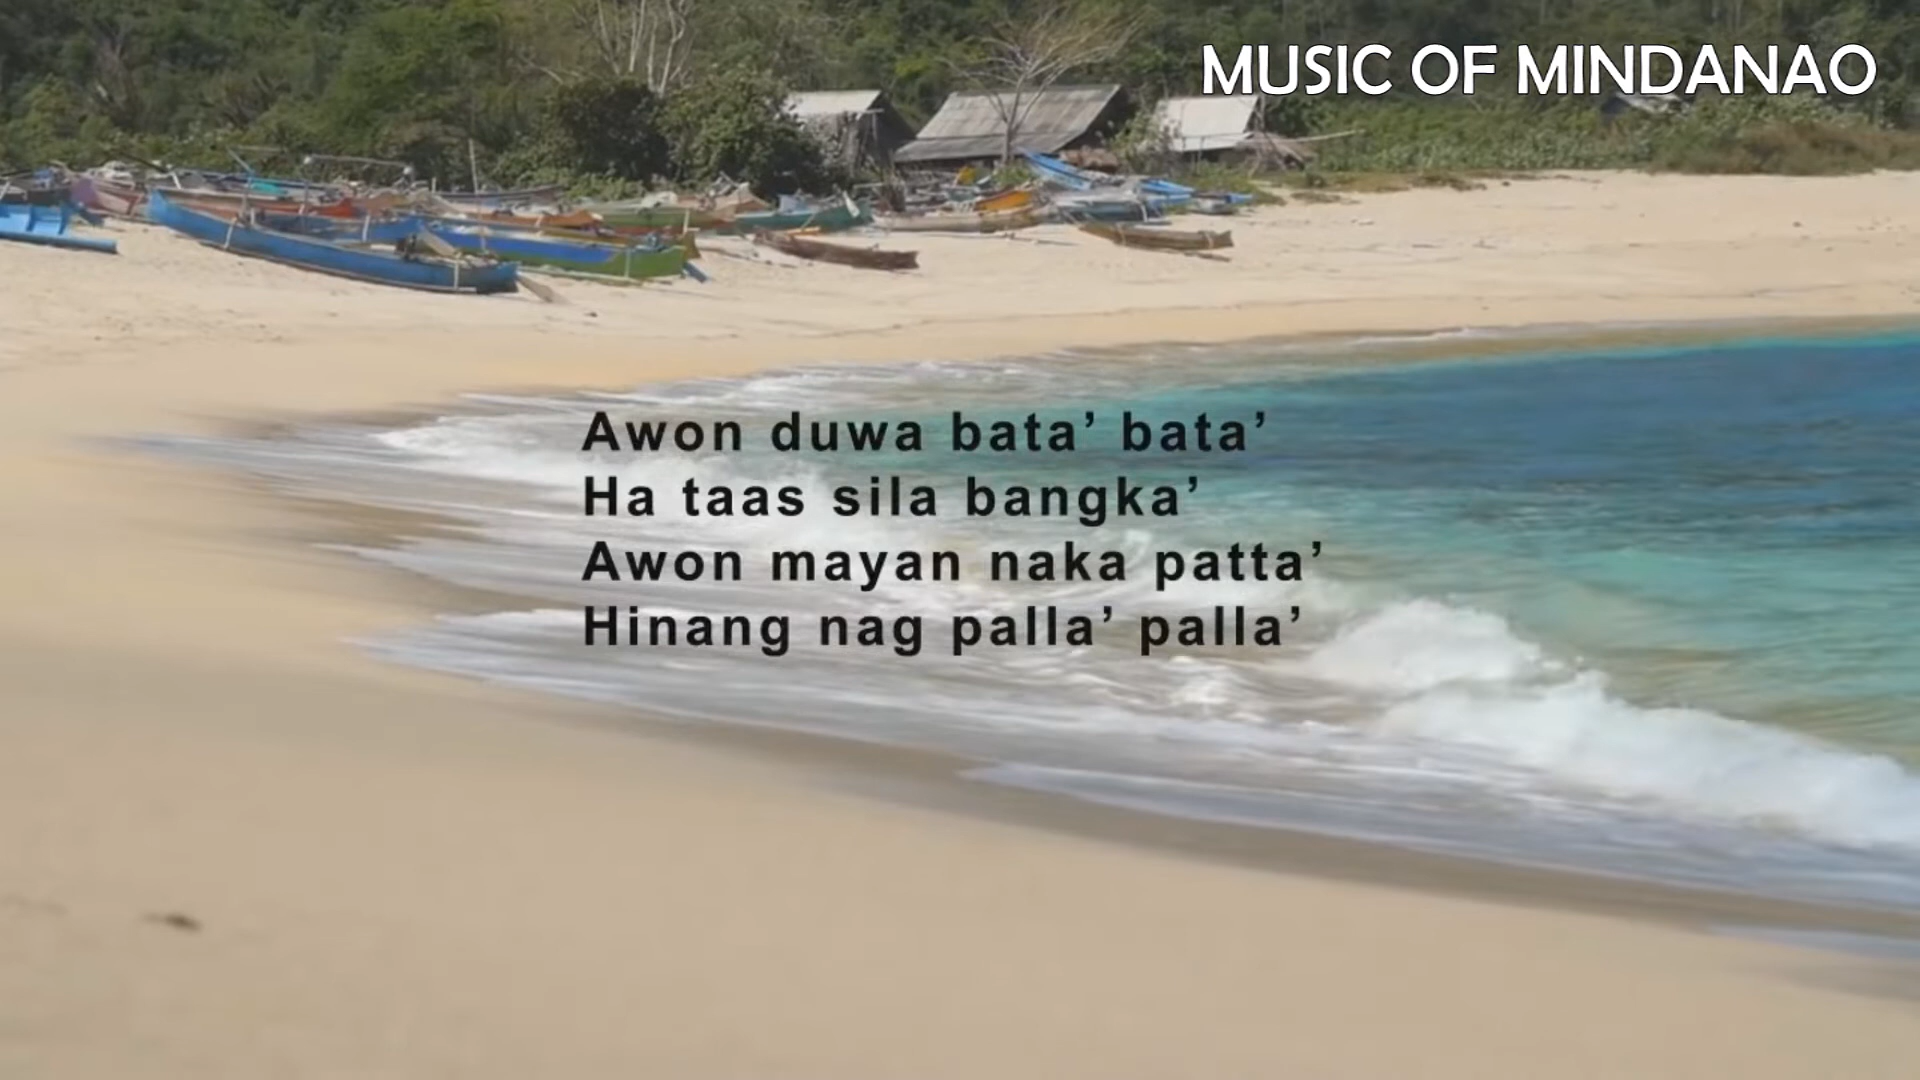 MUSIC OF MINDANAO
Awon duwa bata’ bata’
Ha taas sila bangka’
Awon mayan naka patta’
Hinang nag palla’ palla’